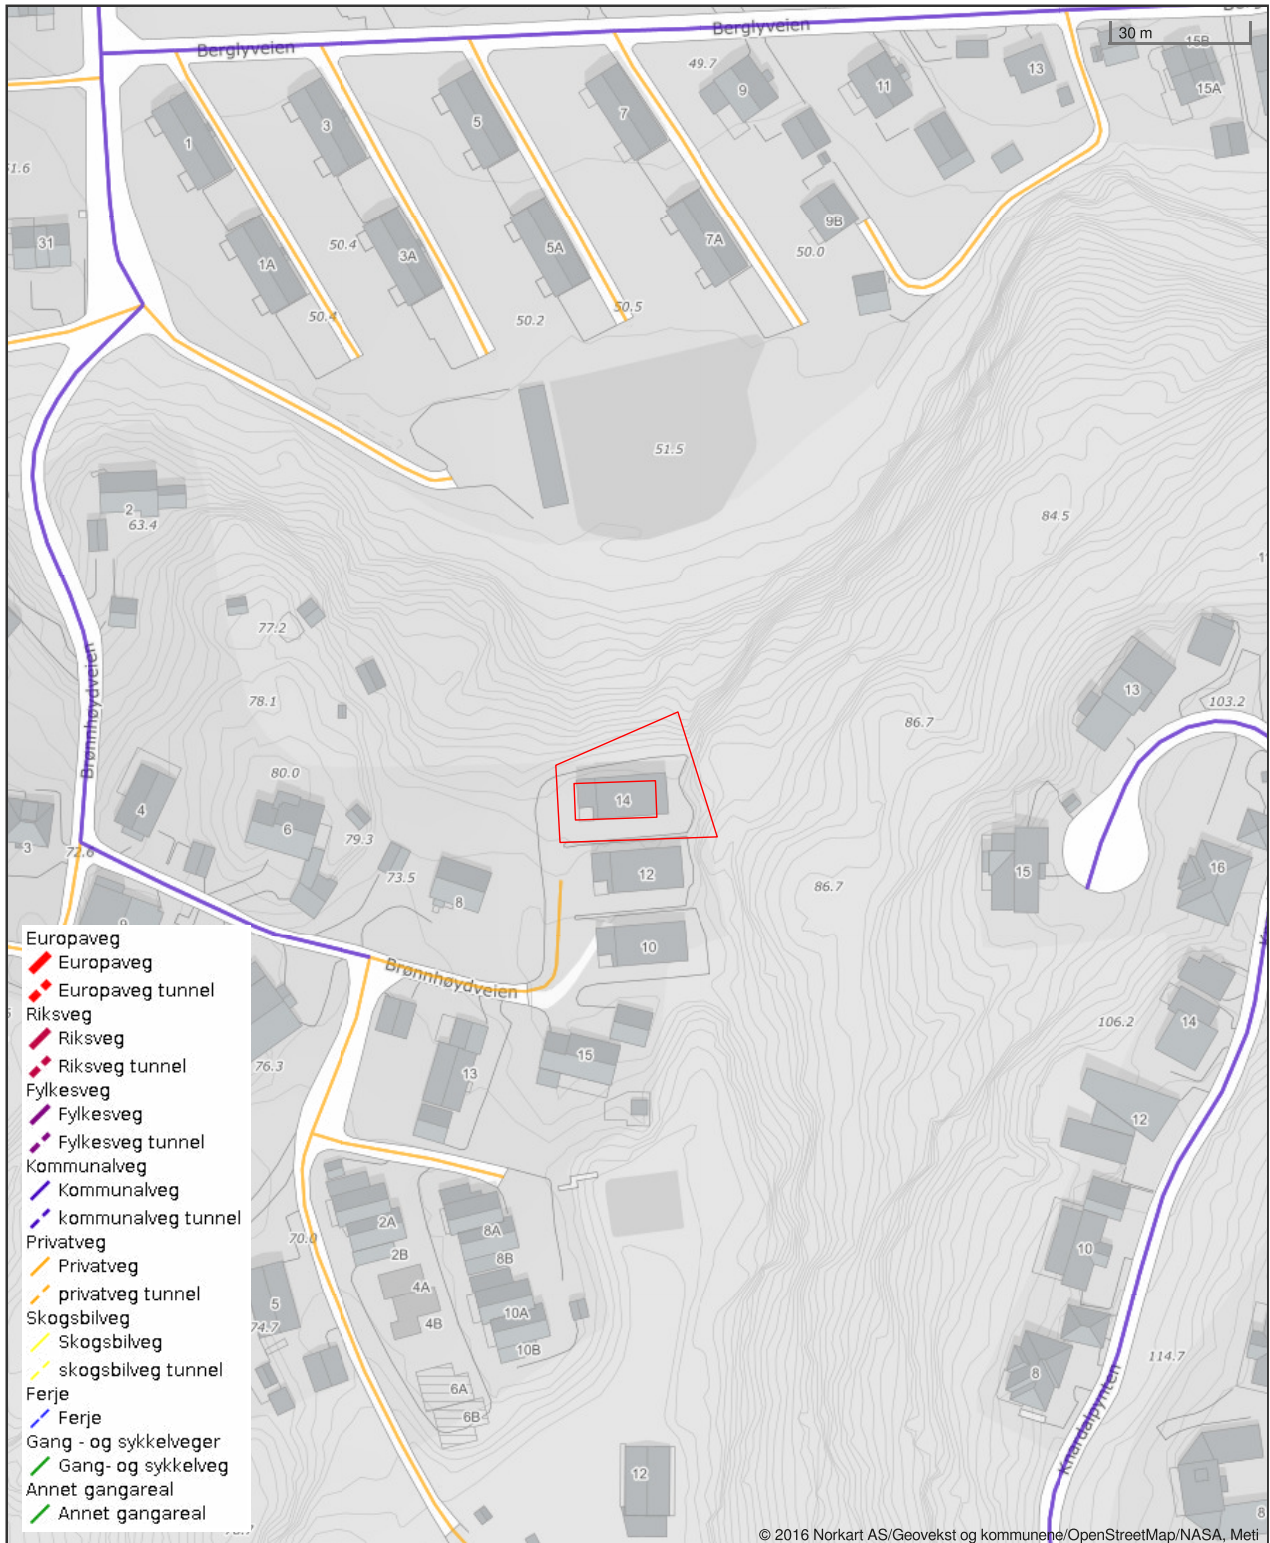 Berglyveien
Berglyveien
30 m
49.7
15B
15A
13
11
9
7
5
3
1
51.6
31
9B
7A
5A
3A
1A
50.4
50.0
50.4
50.2
50.5
51.5
2
63.4
84.5
77.2
78.1
Brønnhøydveien
80.0
13
103.2
86.7
14
4
6
79.3
3
72.6
73.5
8
12
86.7
15
16
9
10
Brønnhøydveien
Europaveg
Europaveg
Europaveg tunnel
Riksveg
Riksveg
Riksveg tunnel
Fylkesveg
Fylkesveg
Fylkesveg tunnel
Kommunalveg
Kommunalveg
kommunalveg tunnel
Privatveg
Privatveg
privatveg tunnel
Skogsbilveg
Skogsbilveg
skogsbilveg tunnel
Ferje
Ferje
Gang - og sykkelveger
Gang- og sykkelveg
Annet gangareal
Annet gangareal
76.3
13
15
106.2
14
12
2A
2B
8A
8B
70.0
4A
4B
10A
10B
5
74.7
6A
6B
10
8
114.7
Knardalpynten
12
8
© 2016 Norkart AS/Geovekst og kommunene/OpenStreetMap/NASA, Meti